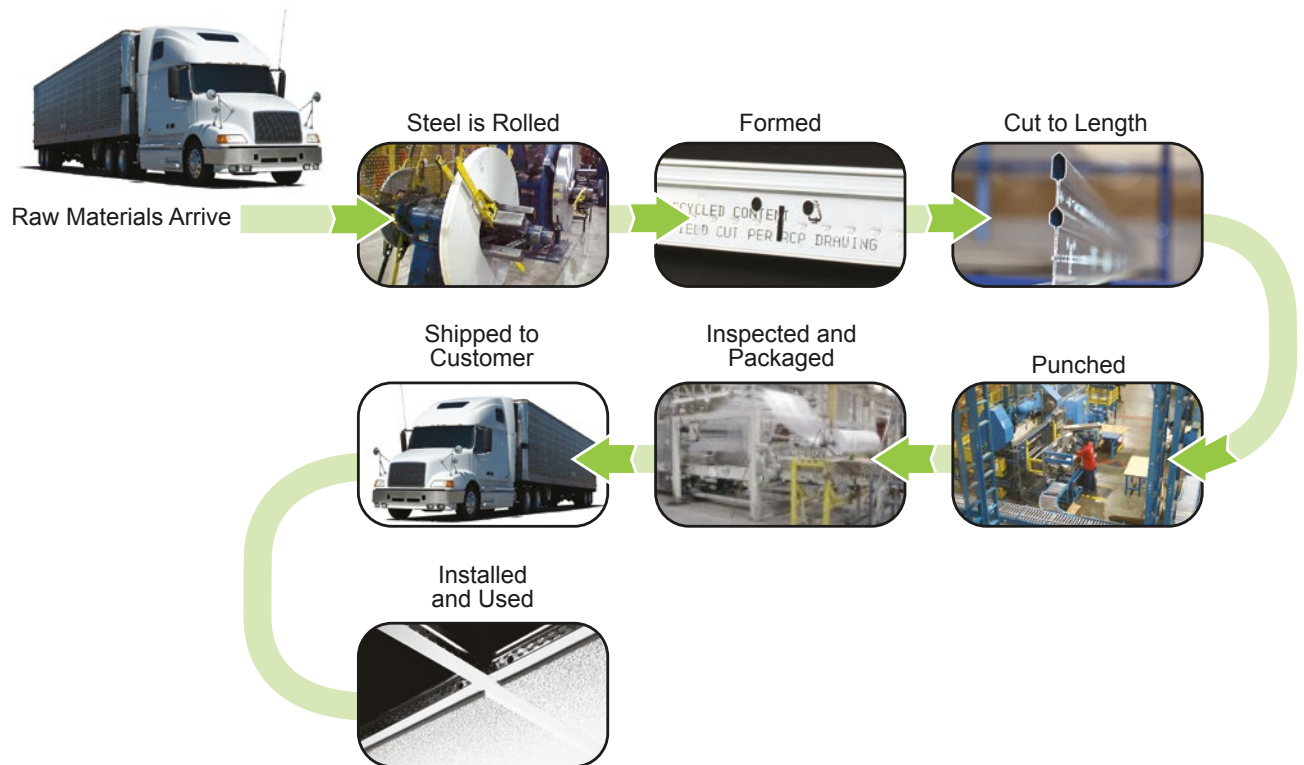 Steel is Rolled
Formed
Cut to Length
Raw Materials Arrive
ECYCLED CONTENT
IELD CUT PER RCP DRAWING
Shipped to
Customer
Inspected and
Packaged
Punched
Installed
and Used